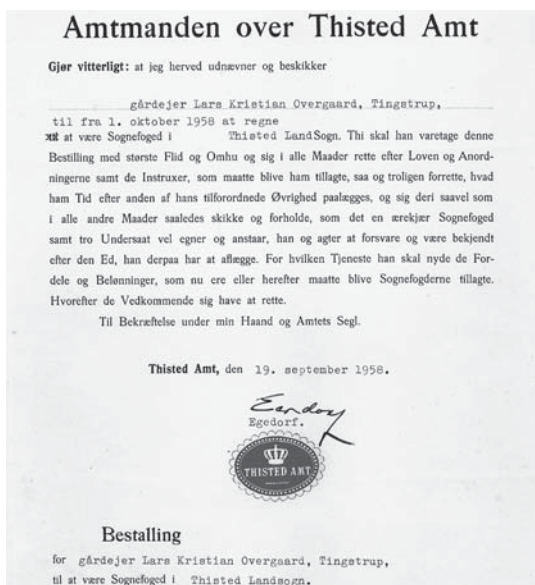 Amtmanden over Thisted Amt
Gjør vitterligt: at jeg herved udnævner og beskikker
gårdejer Lars Kristian Overgaard, Tingstrup,
til fra 1. oktober 1958 at regne
at være Sognefoged i Thisted LandSogn. Thi skal han varetage denne
Bestilling med største Flid og Omhu og sig i alle Maader rette efter Loven og Anord-
ningerne samt de Instruxer, som maatte blive ham tillagte, saa og troligen forrette, hvad
ham Tid efter anden af hans tilforordnede Øvrighed paalægges, og sig deri saavel som
i alle andre Maader saaledes skikke og forholde, som det en ærekjær Sognefoged
samt tro Undersaat vel egner og anstaar, han og agter at forsvare og være bekjendt
efter den Ed, han derpaa har at aflægge. For hvilken Tjeneste han skal nyde de For-
dele og Belønninger, som nu ere eller herefter maatte blive Sognefogderne tillagte.
Hvorefter de Vedkommende sig have at rette.
Til Bekræftelse under min Haand og Amtets Segl.
Thisted Amt, den 19. september 1958.
Egedorf.
THISTED AMT
Bestalling
for gårdejer Lars Kristian Overgaard, Tingstrup,
til at være Sognefoged i Thisted Landsogn.